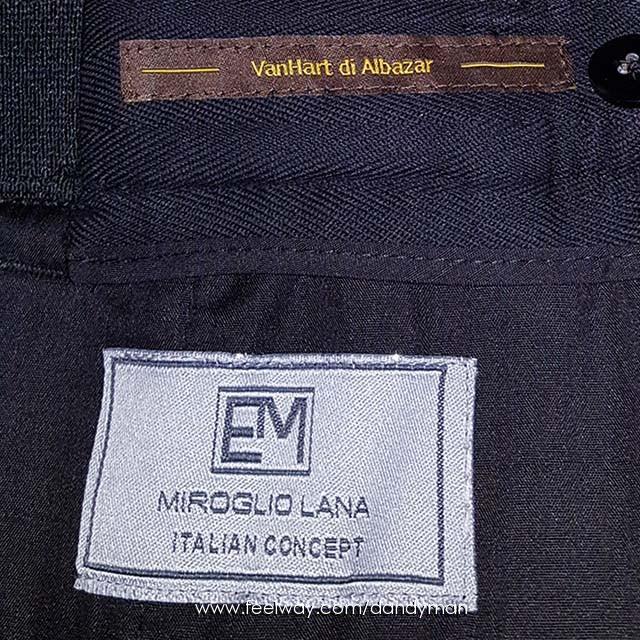 VanHart di Albazar
EM
MIROGLIO LANA
ITALIAN CONCEPT
www.feelway.com/dandyman